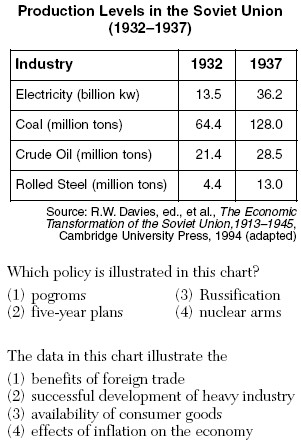 Production Levels in the Soviet Union
(1932–1937)
Industry 1932 1937
Electricity (billion kw) 13.5 36.2
Coal (million tons) 64.4 128.0
Crude Oil (million tons) 21.4 28.5
Rolled Steel (million tons) 4.4 13.0
Source: R.W. Davies, ed., et al., The Economic
Transformation of the Soviet Union,1913–1945,
Cambridge University Press, 1994 (adapted)
Which policy is illustrated in this chart?
(1) pogroms (3) Russification
(2) five-year plans (4) nuclear arms
The data in this chart illustrate the
(1) benefits of foreign trade
(2) successful development of heavy industry
(3) availability of consumer goods
(4) effects of inflation on the economy